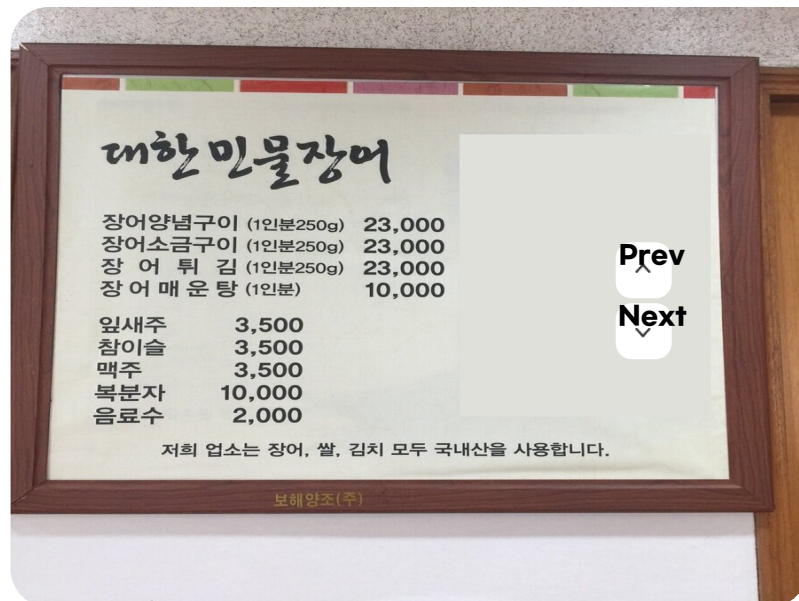 대한민물장어
장어양념구이 (1인분250g) 23,000
장어소금구이 (1인분250g) 23,000
장어튀김 (1인분250g) 23,000
장어매운탕 (1인분) 10,000
잎새주 3,500
참이슬 3,500
맥주 3,500
복분자 10,000
음료수 2,000
저희 업소는 장어, 쌀, 김치 모두 국내산을 사용합니다.
보해양조(주)
Prev
Next